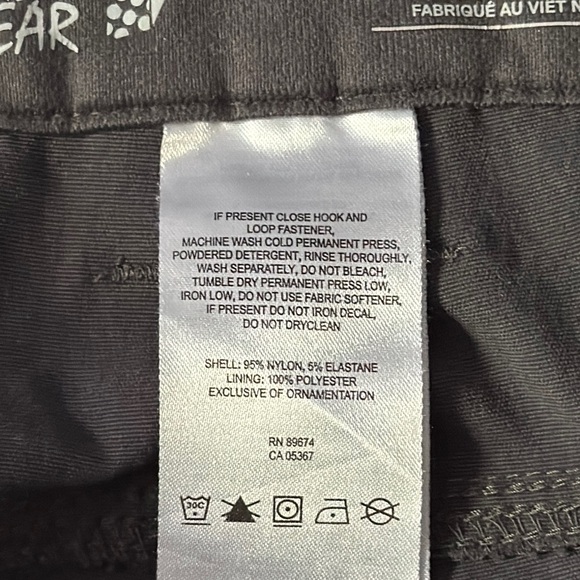 EAR
FABRIQUÉ AU VIET N
IF PRESENT CLOSE HOOK AND
LOOP FASTENER,
MACHINE WASH COLD PERMANENT PRESS,
POWDERED DETERGENT, RINSE THOROUGHLY,
WASH SEPARATELY, DO NOT BLEACH,
TUMBLE DRY PERMANENT PRESS LOW,
IRON LOW, DO NOT USE FABRIC SOFTENER,
IF PRESENT DO NOT IRON DECAL,
DO NOT DRYCLEAN
SHELL: 95% NYLON, 5% ELASTANE
LINING: 100% POLYESTER
EXCLUSIVE OF ORNAMENTATION
RN 89674
CA 05367
30C